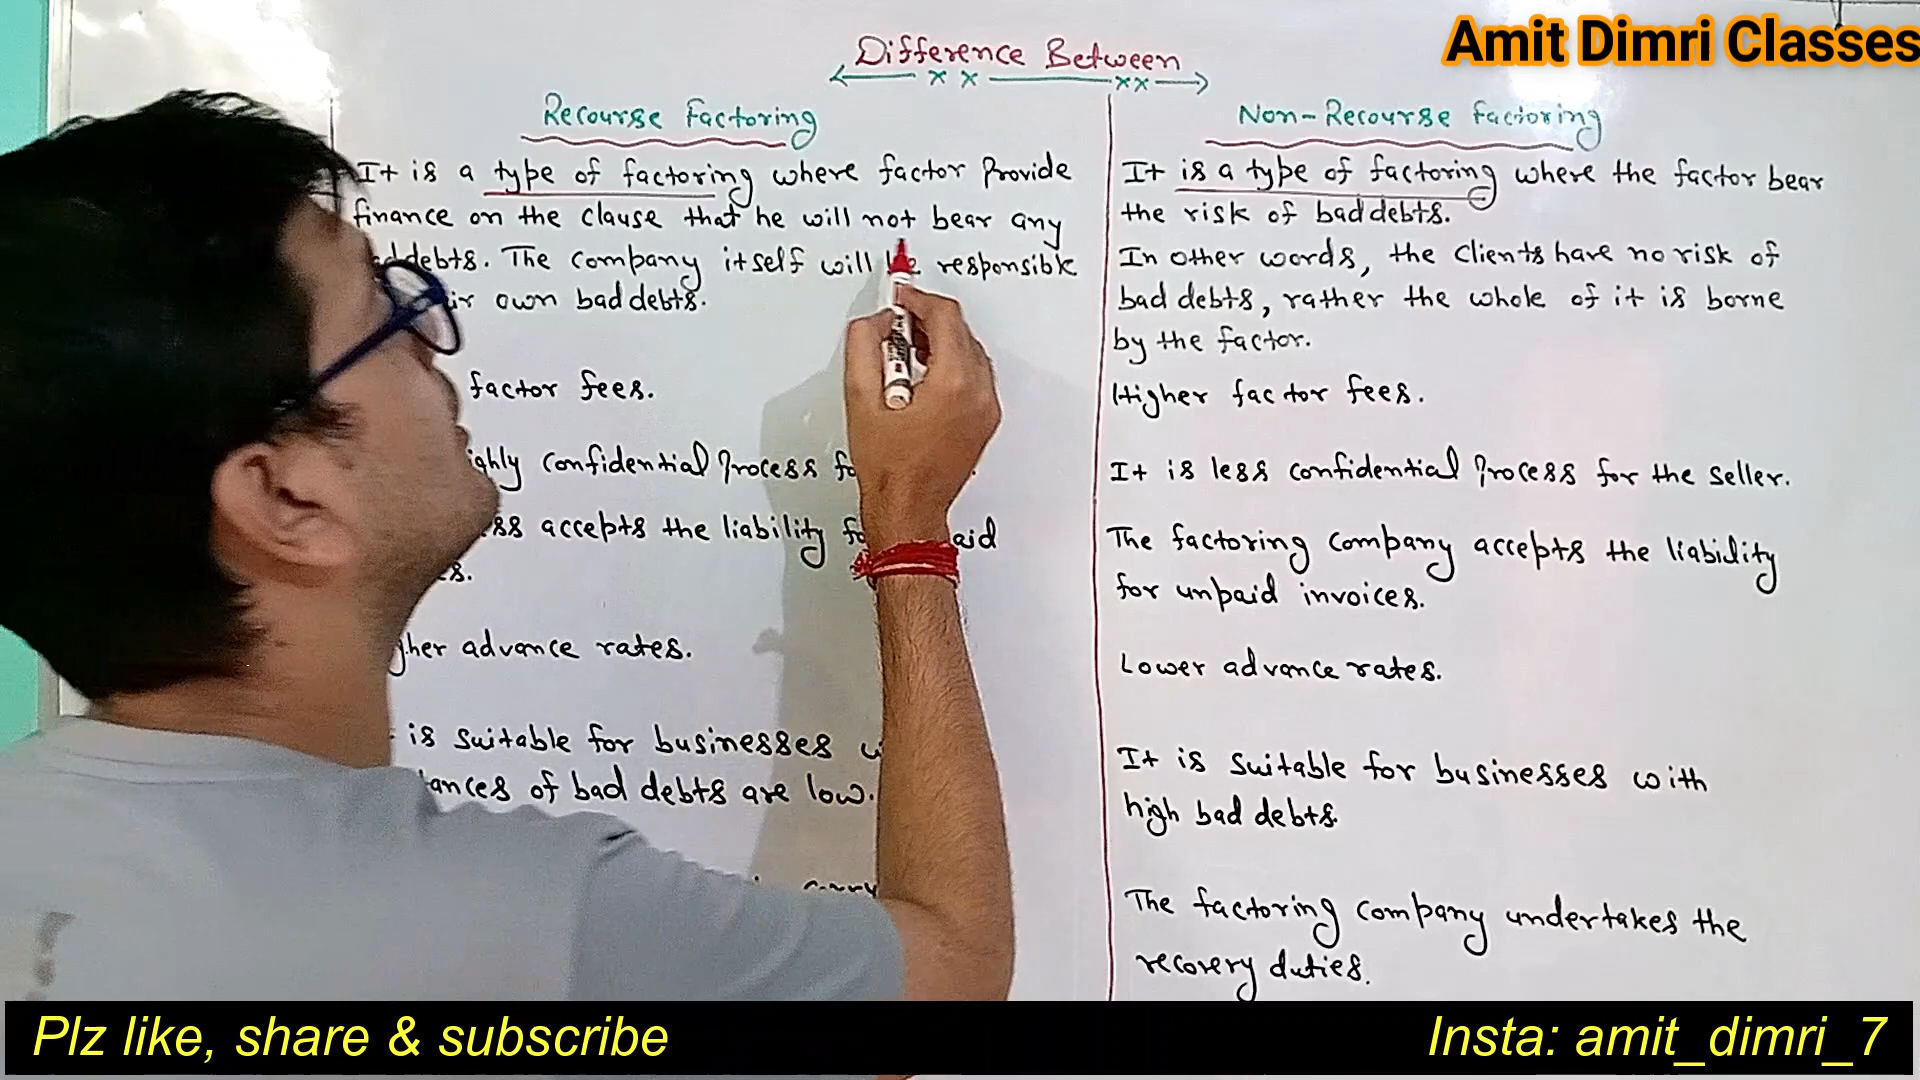 Amit Dimri Classes
Difference Between
Recourse Factoring
It is a type of factoring where factor Provide
finance on the clause that he will not bear any
debts. The company itself will be responsible
own bad debts.
factor fees.
confidential Process
accepts the liability
advance rates.
is suitable for businesses
of bad debts are low.
Non-Recourse factoring
It is a type of factoring where the factor bear
the risk of bad debts.
In other words, the clients have no risk of
bad debts, rather the whole of it is borne
by the factor.
Higher factor fees.
It is less confidential Process for the seller.
The factoring company accepts the liability
for unpaid invoices.
Lower advance rates.
It is suitable for businesses with
high bad debts.
The factoring company undertakes the
recovery duties.
Plz like, share & subscribe
Insta: amit_dimri_7